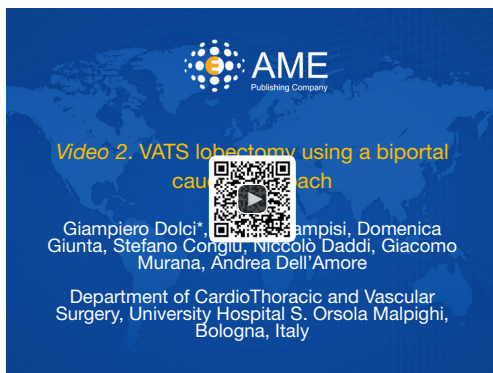 AME
Publishing Company
Video 2. VATS lobectomy using a biportal
Giampiero Dolci*, Domenica
Giunta, Stefano Congiu, Niccolò Daddi, Giacomo
Murana, Andrea Dell'Amore
Department of CardioThoracic and Vascular
Surgery, University Hospital S. Orsola Malpighi,
Bologna, Italy